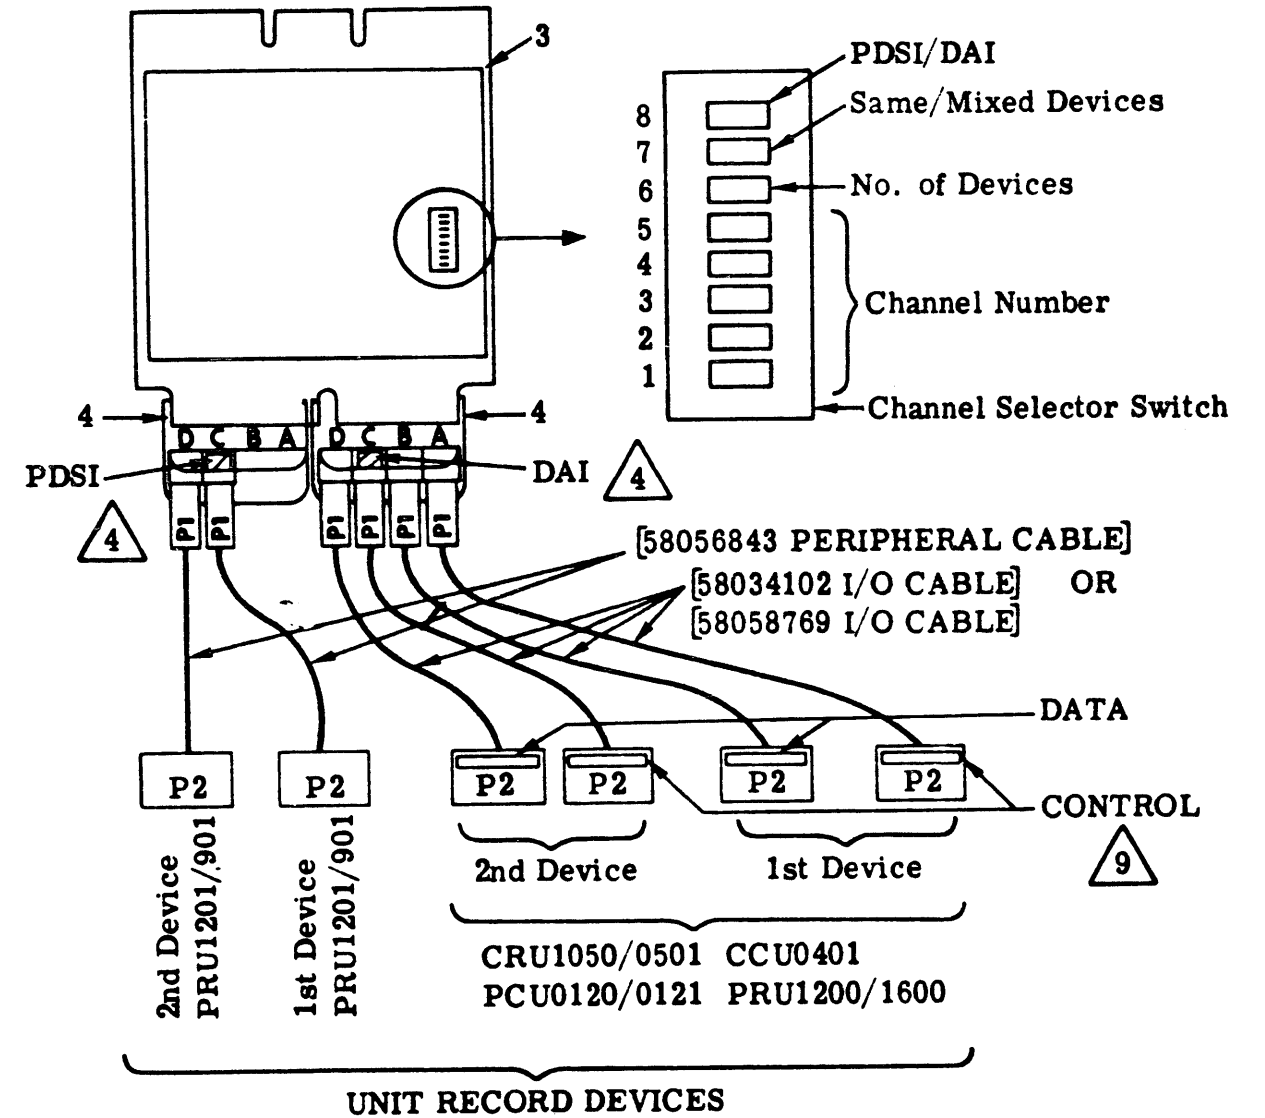 3
PDSI/DAI
Same/Mixed Devices
No. of Devices
8
7
6
5
4
3
2
1
Channel Number
Channel Selector Switch
4
4
D C B A
D C B A
PDSI
DAI
4
4
P1 P1
P1 P1 P1 P1
[58056843 PERIPHERAL CABLE]
[58034102 I/O CABLE] OR
[58058769 I/O CABLE]
DATA
P2 P2 P2 P2 P2 P2
CONTROL
9
2nd Device
PRU1201/901
1st Device
PRU1201/901
2nd Device
1st Device
CRU1050/0501 CCU0401
PCU0120/0121 PRU1200/1600
UNIT RECORD DEVICES